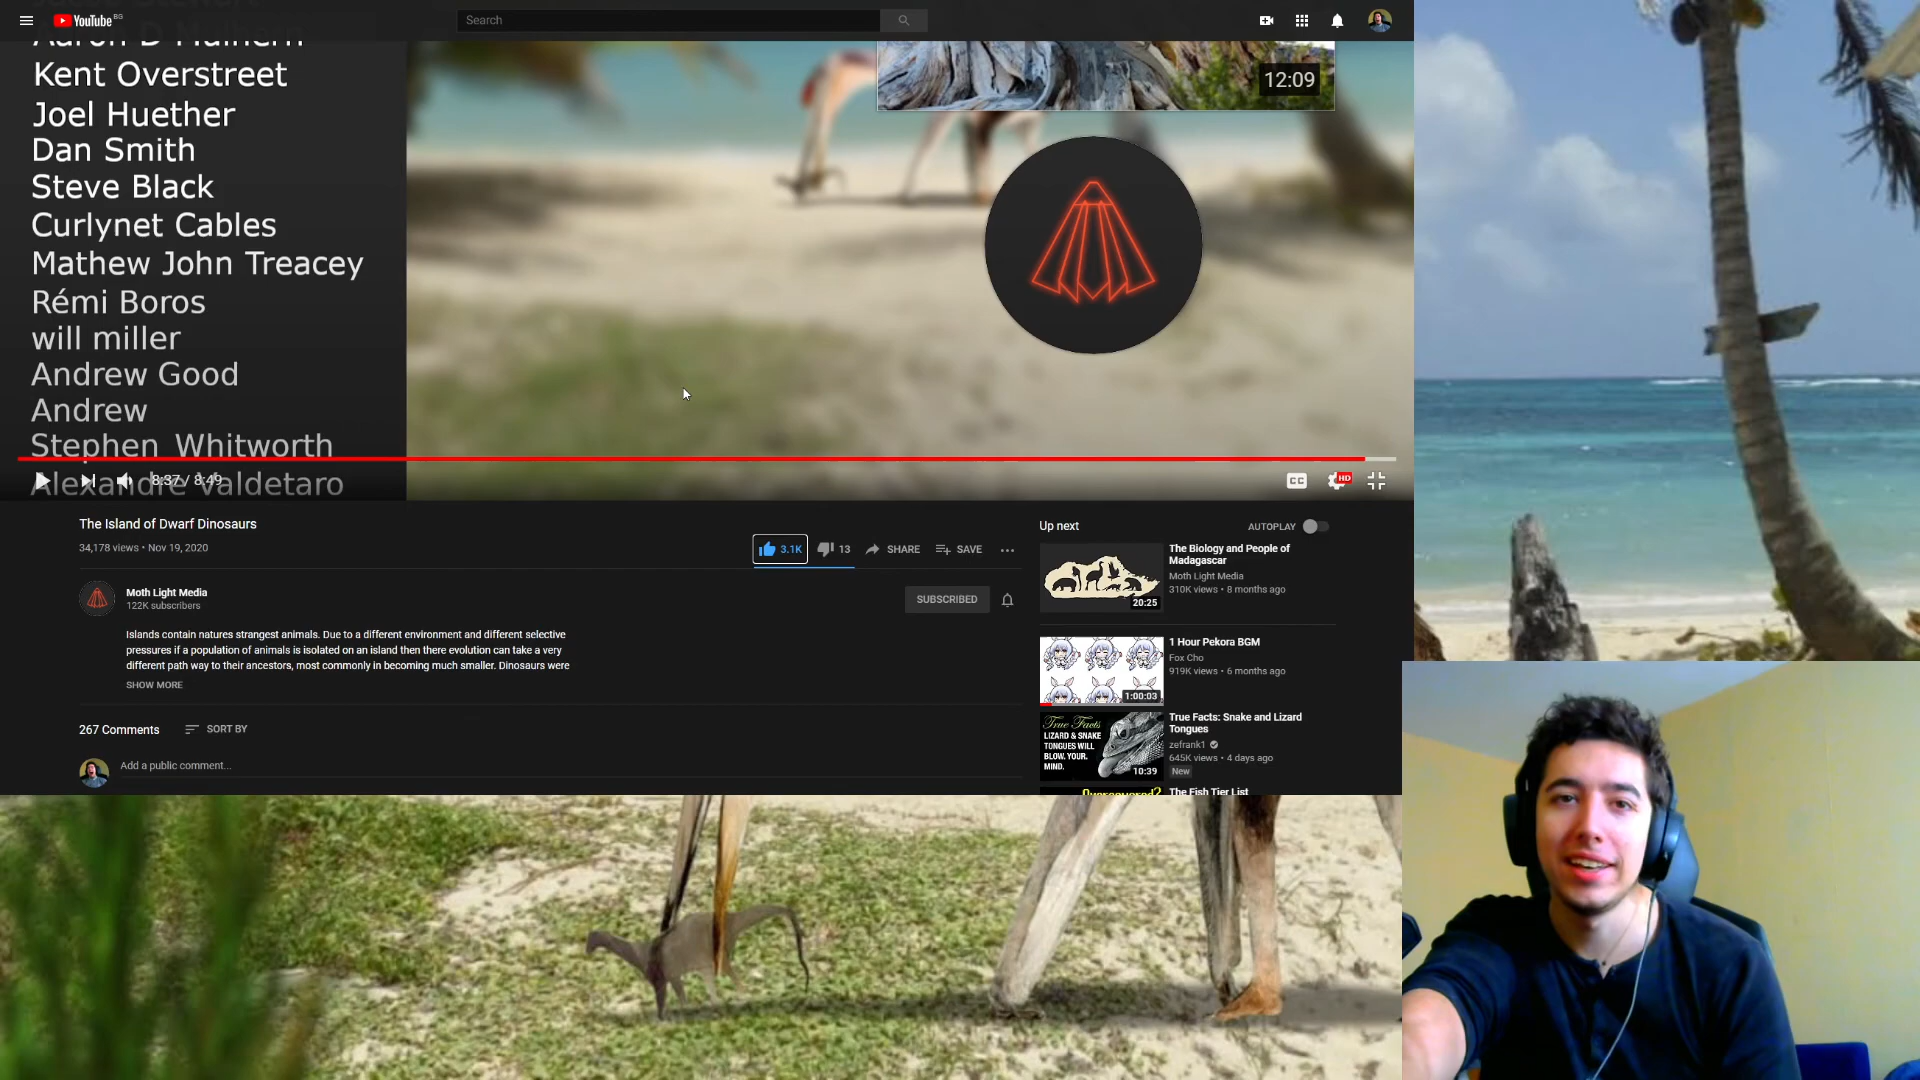 YouTube BG
Search
Kent Overstreet
Joel Huether
Dan Smith
Steve Black
Curlynet Cables
Mathew John Treacey
Rémi Boros
will miller
Andrew Good
Andrew
Stephen Whitworth
Alexandre Valdetaro
12:09
8:37 / 8:49
CC
HD
The Island of Dwarf Dinosaurs
34,178 views • Nov 19, 2020
3.1K
13
SHARE
SAVE
Moth Light Media
122K subscribers
SUBSCRIBED
Islands contain natures strangest animals. Due to a different environment and different selective
pressures if a population of animals is isolated on an island then there evolution can take a very
different path way to their ancestors, most commonly in becoming much smaller. Dinosaurs were
SHOW MORE
267 Comments
SORT BY
Add a public comment...
Up next
AUTOPLAY
The Biology and People of
Madagascar
Moth Light Media
310K views • 8 months ago
20:25
1 Hour Pekora BGM
Fox Cho
919K views • 6 months ago
1:00:03
True Facts
LIZARD & SNAKE
TONGUES WILL
BLOW. YOUR.
MIND.
10:39
True Facts: Snake and Lizard
Tongues
zefrank1
645K views • 4 days ago
New
The Fish Tier List